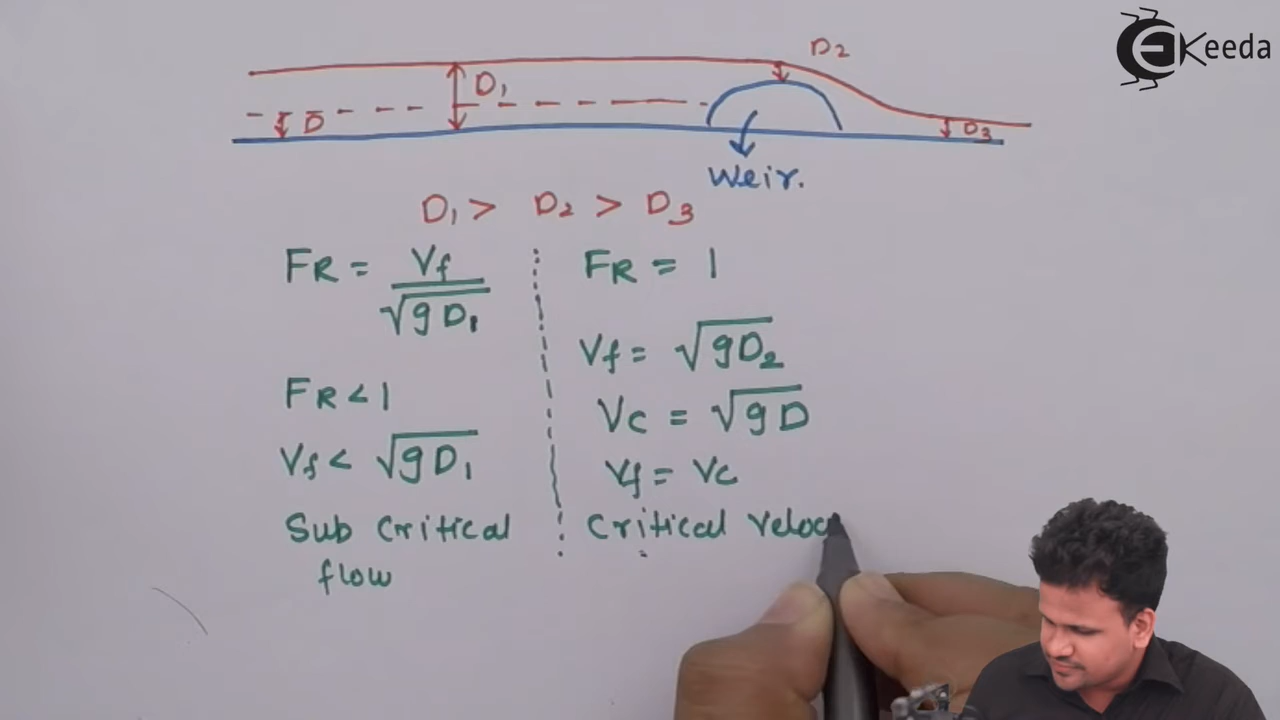 Ekeeda
D2
D1
D
D3
Weir.
D1 > D2 > D3
FR = Vf / √gD1
FR < 1
Vf < √gD1
Sub Critical
flow
FR = 1
Vf = √gD2
Vc = √gD
Vf = Vc
Critical Veloc